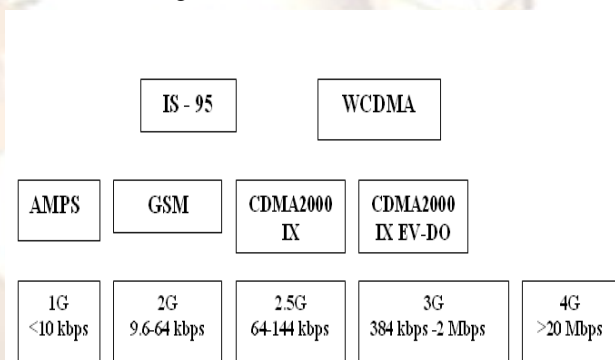 IS - 95
WCDMA
AMPS
GSM
CDMA2000
IX
CDMA2000
IX EV-DO
1G
<10 kbps
2G
9.6-64 kbps
2.5G
64-144 kbps
3G
384 kbps -2 Mbps
4G
>20 Mbps